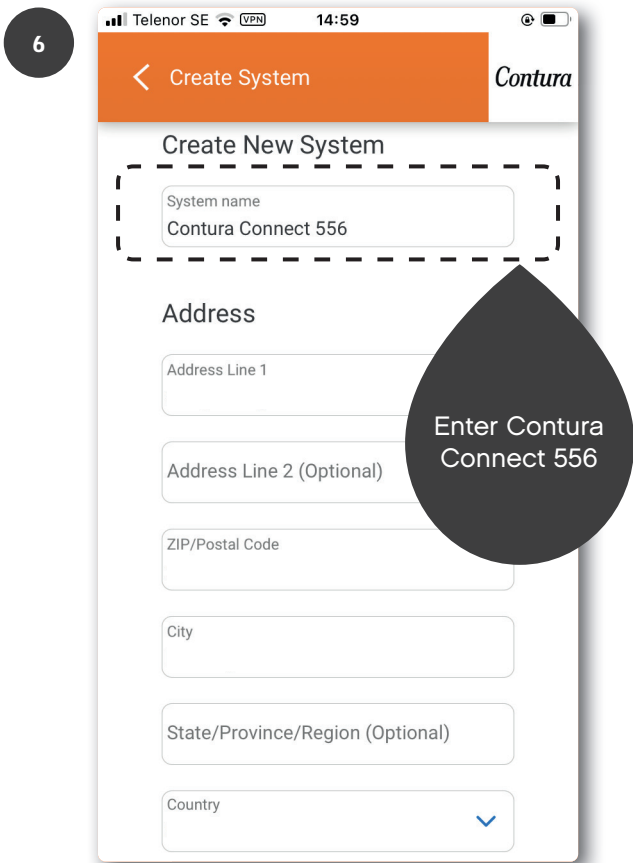 6
Telenor SE VPN 14:59
Create System
Contura
Create New System
System name
Contura Connect 556
Address
Address Line 1
Enter Contura
Connect 556
Address Line 2 (Optional)
ZIP/Postal Code
City
State/Province/Region (Optional)
Country